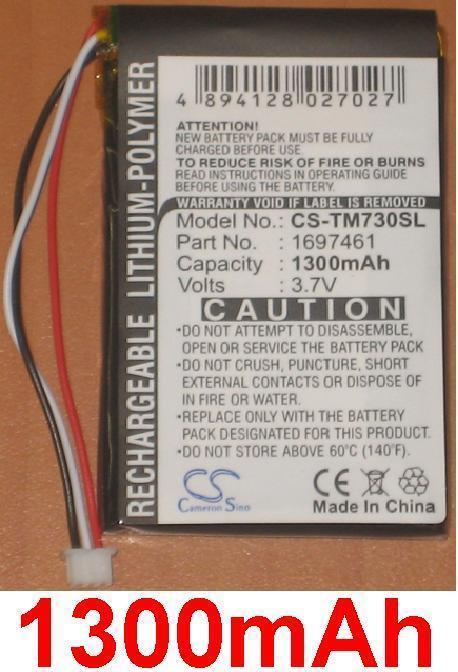 RECHARGEABLE LITHIUM-POLYMER
4 894128 027027
ATTENTION!
NEW BATTERY PACK MUST BE FULLY
CHARGED BEFORE USE.
TO REDUCE RISK OF FIRE OR BURNS
READ INSTRUCTIONS IN OPERATING GUIDE
BEFORE USING BATTERY PACK.
WARRANTY VOID IF LABEL IS REMOVED
Model No.: CS-TM730SL
Part No. : 1697461
Capacity : 1300mAh
Volts : 3.7V
CAUTION
•DO NOT ATTEMPT TO DISASSEMBLE,
OPEN OR SERVICE THE BATTERY PACK.
•DO NOT CRUSH, PUNCTURE, SHORT
EXTERNAL CONTACTS OR DISPOSE OF
IN FIRE OR WATER.
•REPLACE ONLY WITH THE BATTERY
PACK DESIGNATED FOR THIS PRODUCT.
•DO NOT STORE ABOVE 60°C (140°F).
CS
Cameron Sino
CE
Made In China
1300mAh